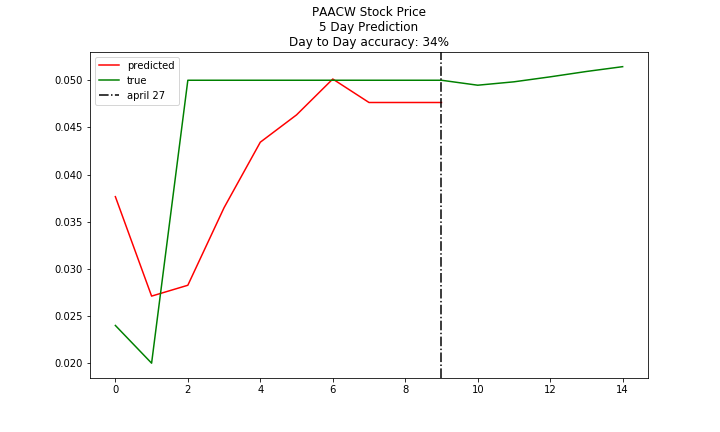 PAACW Stock Price
5 Day Prediction
Day to Day accuracy: 34%
predicted
true
april 27
0.050
0.045
0.040
0.035
0.030
0.025
0.020
0 2 4 6 8 10 12 14